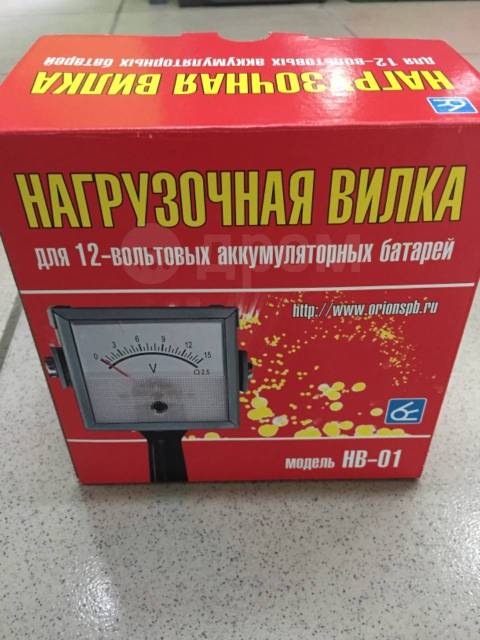 НАГРУЗОЧНАЯ ВИЛКА
для 12-вольтовых аккумуляторных батарей
НАГРУЗОЧНАЯ ВИЛКА
для 12-вольтовых аккумуляторных батарей
дром
http://www.orionspb.ru
0 3 6 9 12 15
V
Ω 2.5
модель НВ-01